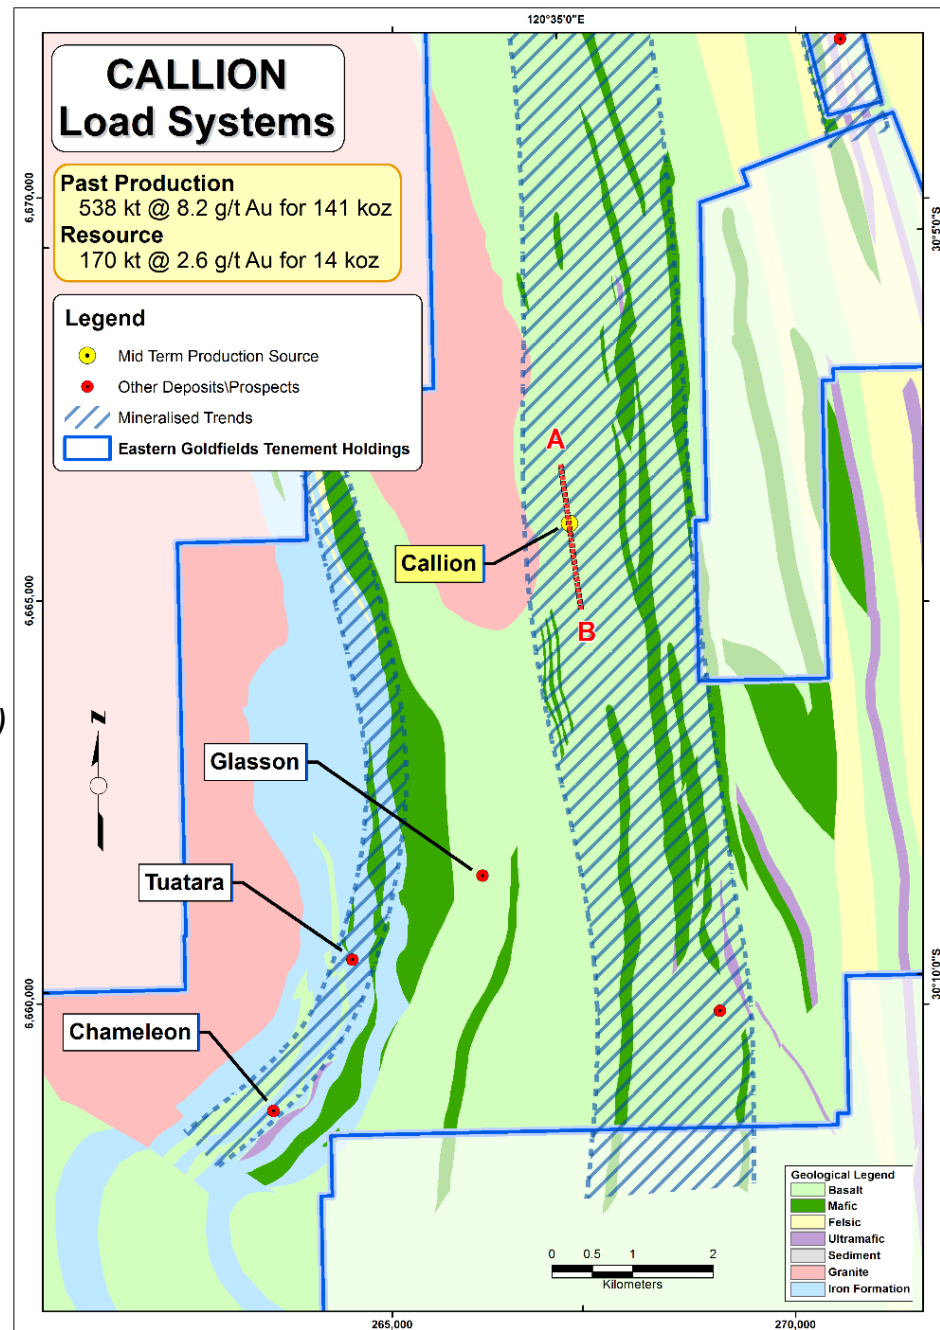 120°35'0"E
CALLION
Load Systems
Past Production
538 kt @ 8.2 g/t Au for 141 koz
Resource
170 kt @ 2.6 g/t Au for 14 koz
6,670,000
30°5'0"S
Legend
Mid Term Production Source
Other Deposits\Prospects
Mineralised Trends
Eastern Goldfields Tenement Holdings
A
Callion
6,665,000
B
)
z
Glasson
Tuatara
30°10'0"S
6,660,000
Chameleon
Geological Legend
Basalt
Mafic
Felsic
Ultramafic
Sediment
Granite
Iron Formation
0 0.5 1 2
Kilometers
265,000
270,000